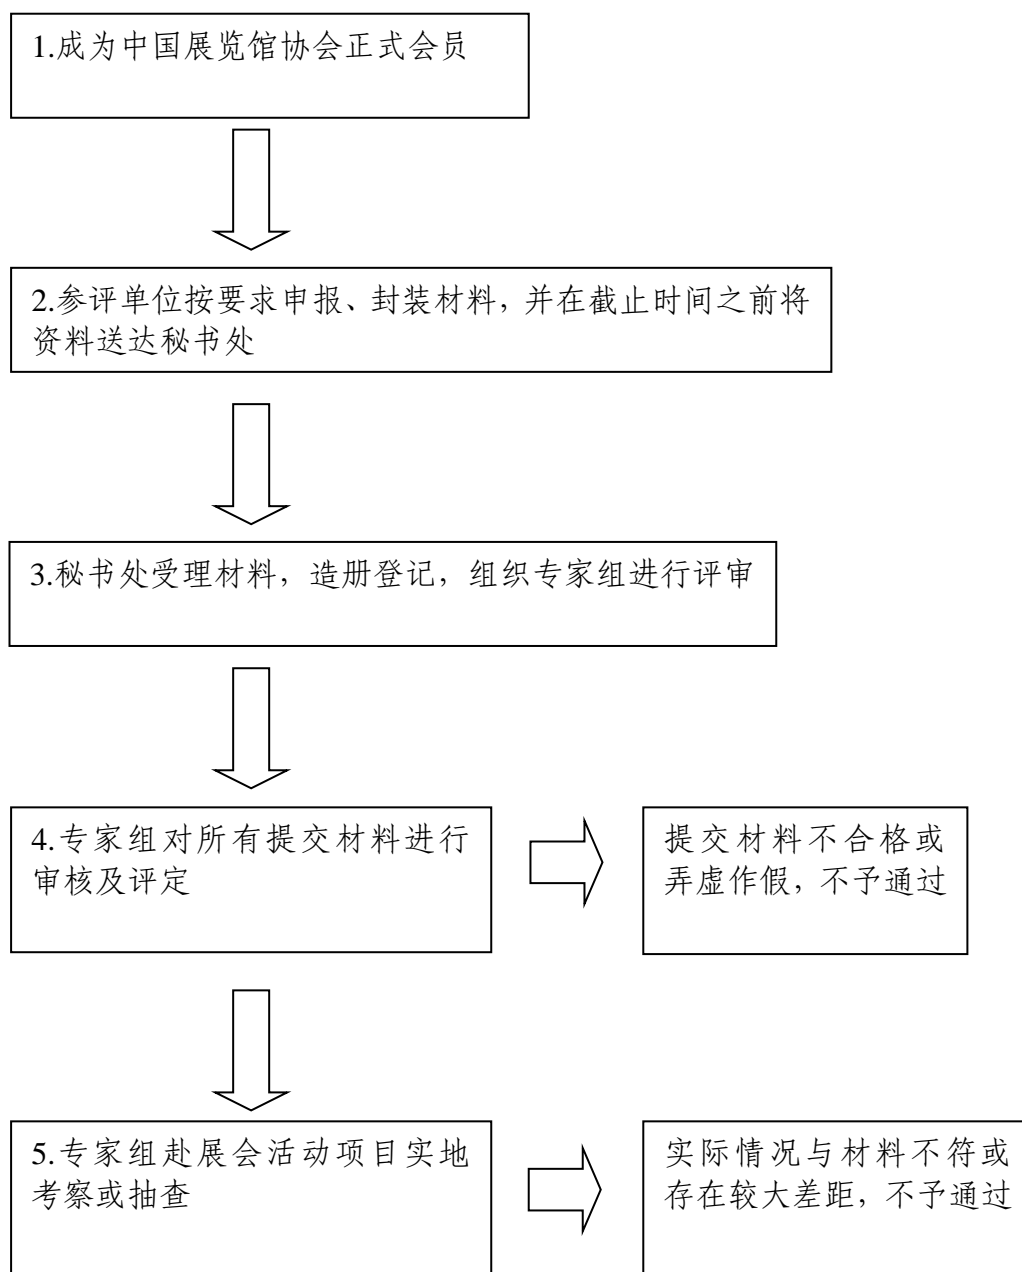 1.成为中国展览馆协会正式会员
2.参评单位按要求申报、封装材料，并在截止时间之前将
资料送达秘书处
3.秘书处受理材料，造册登记，组织专家组进行评审
4.专家组对所有提交材料进行
审核及评定
提交材料不合格或
弄虚作假，不予通过
5.专家组赴展会活动项目实地
考察或抽查
实际情况与材料不符或
存在较大差距，不予通过